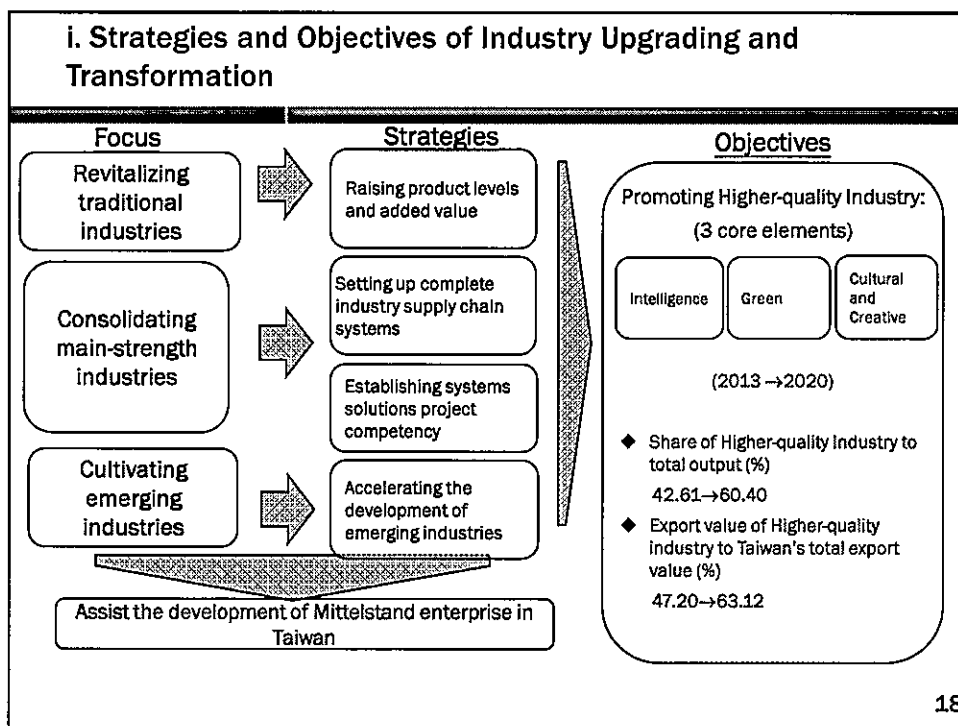 i. Strategies and Objectives of Industry Upgrading and
Transformation
Focus
Revitalizing
traditional
industries
Consolidating
main-strength
industries
Cultivating
emerging
industries
Strategies
Raising product levels
and added value
Setting up complete
industry supply chain
systems
Establishing systems
solutions project
competency
Accelerating the
development of
emerging industries
Assist the development of Mittelstand enterprise in
Taiwan
Objectives
Promoting Higher-quality Industry:
(3 core elements)
Intelligence
Green
Cultural
and
Creative
(2013→2020)
◆ Share of Higher-quality Industry to
total output (%)
42.61→60.40
◆ Export value of Higher-quality
industry to Taiwan's total export
value (%)
47.20→63.12
18